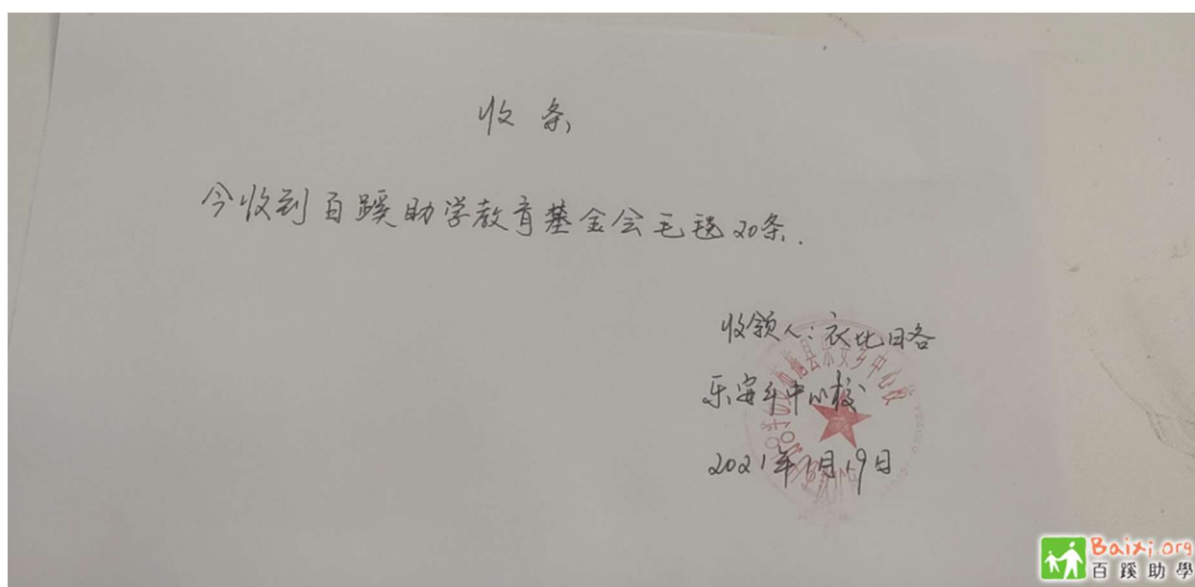 收条
今收到百蹊助学教育基金会毛毯20条.
收领人:衣比日各
乐安乡中心校
2021年1月19日
Baixi.org
百蹊助學